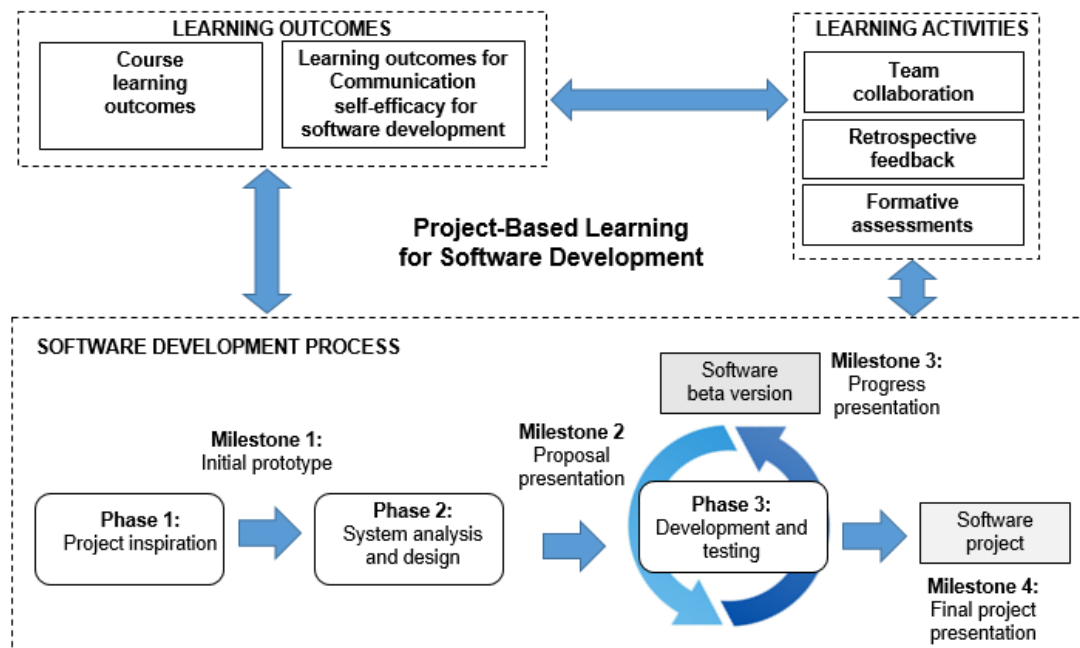 LEARNING OUTCOMES
Course
learning
outcomes
Learning outcomes for
Communication
self-efficacy for
software development
LEARNING ACTIVITIES
Team
collaboration
Retrospective
feedback
Formative
assessments
Project-Based Learning
for Software Development
SOFTWARE DEVELOPMENT PROCESS
Milestone 1:
Initial prototype
Phase 1:
Project inspiration
Phase 2:
System analysis
and design
Milestone 2
Proposal
presentation
Software
beta version
Milestone 3:
Progress
presentation
Phase 3:
Development and
testing
Software
project
Milestone 4:
Final project
presentation